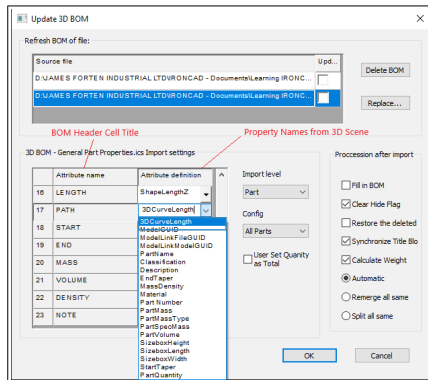 Update 3D BOM
Refresh BOM of file:
Source file Upd...
D:\JAMES FORTEN INDUSTRIAL LTD\IRONCAD - Documents\Learning IRONC...
D:\JAMES FORTEN INDUSTRIAL LTD\IRONCAD - Documents\Learning IRONC...
Delete BOM
Replace...
BOM Header Cell Title
Property Names from 3D Scene
3D BOM - General Part Properties.ics Import settings
Attribute name Attribute definition
16 LENGTH ShapeLengthZ
17 PATH 3DCurveLength
18 START
19 END
20 MASS
21 VOLUME
22 DENSITY
23 NOTE
3DCurveLength
ModelGUID
ModelLinkFileGUID
ModelLinkModelGUID
PartName
Classification
Description
EndTaper
MassDensity
Material
Part Number
PartMass
PartMassType
PartSpcMass
PartVolume
SizeboxHeight
SizeboxLength
SizeboxWidth
StartTaper
PartQuantity
Import level
Part
Config
All Parts
User Set Quanity
as Total
Proccession after import
Fill in BOM
Clear Hide Flag
Restore the deleted
Synchronize Title Blo
Calculate Weight
Automatic
Remerge all same
Split all same
OK
Cancel